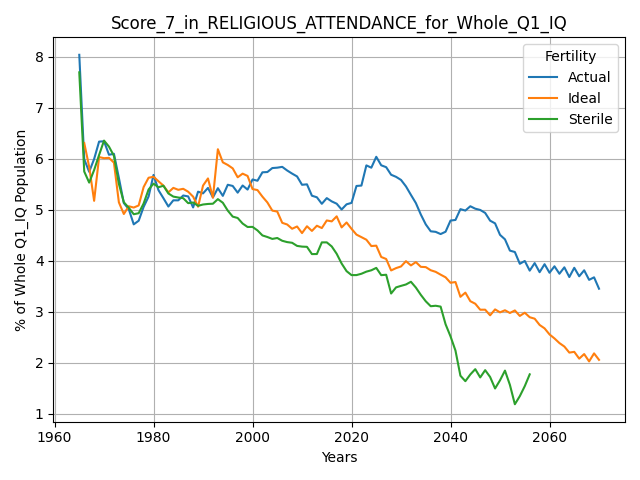 Score_7_in_RELIGIOUS_ATTENDANCE_for_Whole_Q1_IQ
Fertility
Actual
Ideal
Sterile
% of Whole Q1_IQ Population
8
7
6
5
4
3
2
1
1960
1980
2000
2020
2040
2060
Years